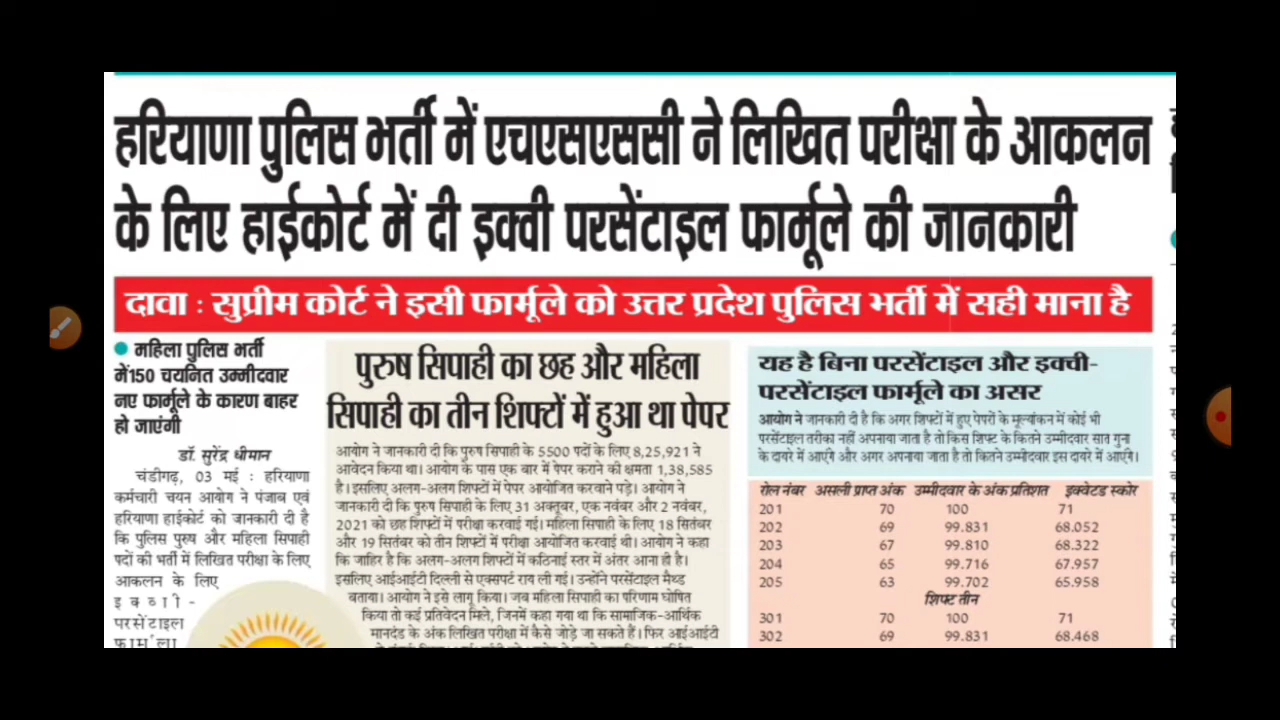 हरियाणा पुलिस भर्ती में एचएसएससी ने लिखित परीक्षा के आकलन
के लिए हाईकोर्ट में दी इक्वी परसेंटाइल फार्मूले की जानकारी
दावा : सुप्रीम कोर्ट ने इसी फार्मूले को उत्तर प्रदेश पुलिस भर्ती में सही माना है
महिला पुलिस भर्ती
में150 चयनित उम्मीदवार
नए फार्मूले के कारण बाहर
हो जाएंगी
डॉ. सुरेंद्र धीमान
चंडीगढ़, 03 मई : हरियाणा
कर्मचारी चयन आयोग ने पंजाब एवं
हरियाणा हाईकोर्ट को जानकारी दी है
कि पुलिस पुरुष और महिला सिपाही
पदों की भर्ती में लिखित परीक्षा के लिए
आकलन के लिए
इक्वी-
परसेंटाइल
फार्मूला
पुरुष सिपाही का छह और महिला
सिपाही का तीन शिफ्टों में हुआ था पेपर
आयोग ने जानकारी दी कि पुरुष सिपाही के 5500 पदों के लिए 8,25,921 ने
आवेदन किया था। आयोग के पास एक बार में पेपर कराने की क्षमता 1,38,585
है। इसलिए अलग-अलग शिफ्टों में पेपर आयोजित करवाने पड़े। आयोग ने
जानकारी दी कि पुरुष सिपाही के लिए 31 अक्तूबर, एक नवंबर और 2 नवंबर,
2021 को छह शिफ्टों में परीक्षा करवाई गई। महिला सिपाही के लिए 18 सितंबर
और 19 सितंबर को तीन शिफ्टों में परीक्षा आयोजित करवाई थी। आयोग ने कहा
कि जाहिर है कि अलग-अलग शिफ्टों में कठिनाई स्तर में अंतर आना ही है।
इसलिए आईआईटी दिल्ली से एक्सपर्ट राय ली गई। उन्होंने परसेंटाइल मैथ्ड
बताया। आयोग ने इसे लागू किया। जब महिला सिपाही का परिणाम घोषित
किया तो कई प्रतिवेदन मिले, जिनमें कहा गया था कि सामाजिक-आर्थिक
मानदंड के अंक लिखित परीक्षा में कैसे जोड़े जा सकते हैं। फिर आईआईटी
यह है बिना परसेंटाइल और इक्वी-
परसेंटाइल फार्मूले का असर
आयोग ने जानकारी दी है कि अगर शिफ्टों में हुए पेपरों के मूल्यांकन में कोई भी
परसेंटाइल तरीका नहीं अपनाया जाता है तो किस शिफ्ट के कितने उम्मीदवार सात गुना
के दायरे में आएंगे और अगर अपनाया जाता है तो कितने उम्मीदवार इस दायरे में आएंगे।
रोल नंबर असली प्राप्त अंक उम्मीदवार के अंक प्रतिशत इक्वेटेड स्कोर
201 70 100 71
202 69 99.831 68.052
203 67 99.810 68.322
204 65 99.716 67.957
205 63 99.702 65.958
शिफ्ट तीन
301 70 100 71
302 69 99.831 68.468